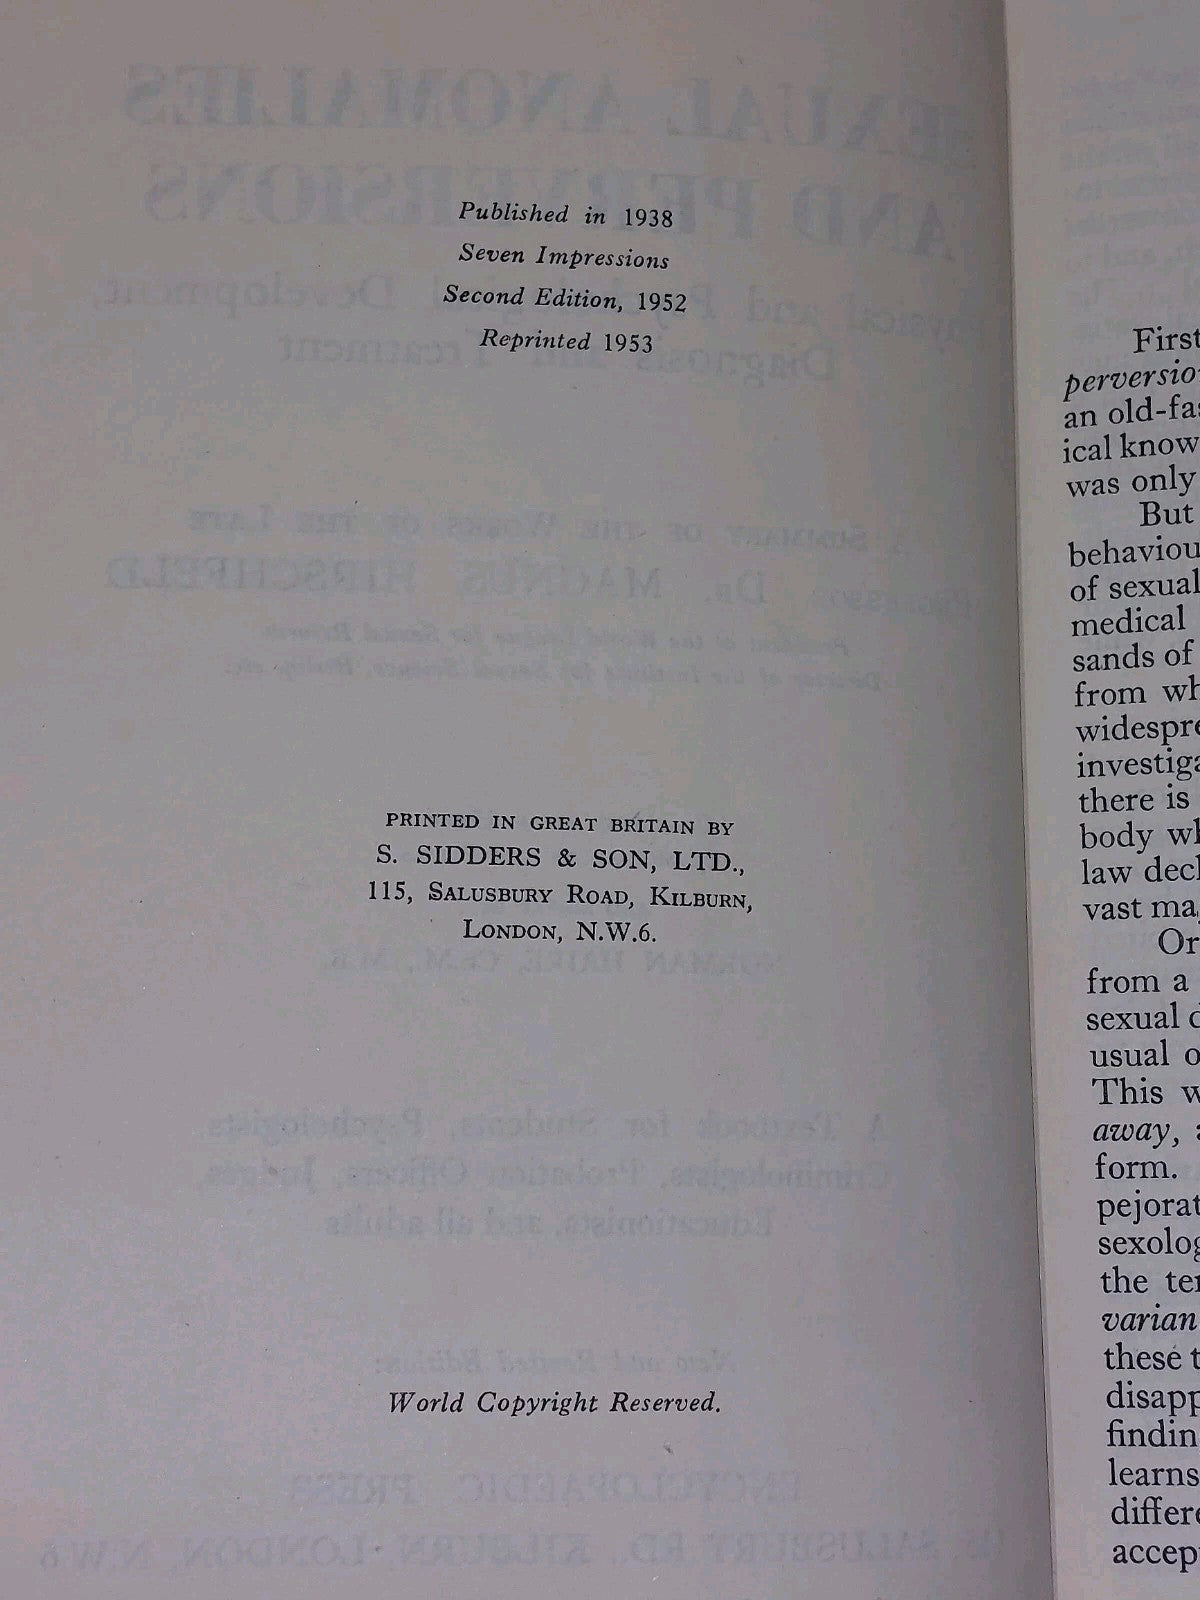 Published in 1938
Seven Impressions
Second Edition, 1952
Reprinted 1953
PRINTED IN GREAT BRITAIN BY
S. SIDDERS & SON, LTD.,
115, SALUSBURY ROAD, KILBURN,
LONDON, N.W.6.
World Copyright Reserved.
First
an old-fas
ical know
was only
But
behaviou
of sexual
medical
sands of
from wh
widespre
investiga
there is
body wh
law decl
vast maj
Or
from a
sexual d
usual o
This w
away,
form.
pejorat
sexolog
the ter
varian
these t
disapp
findin
learns
differe
accep